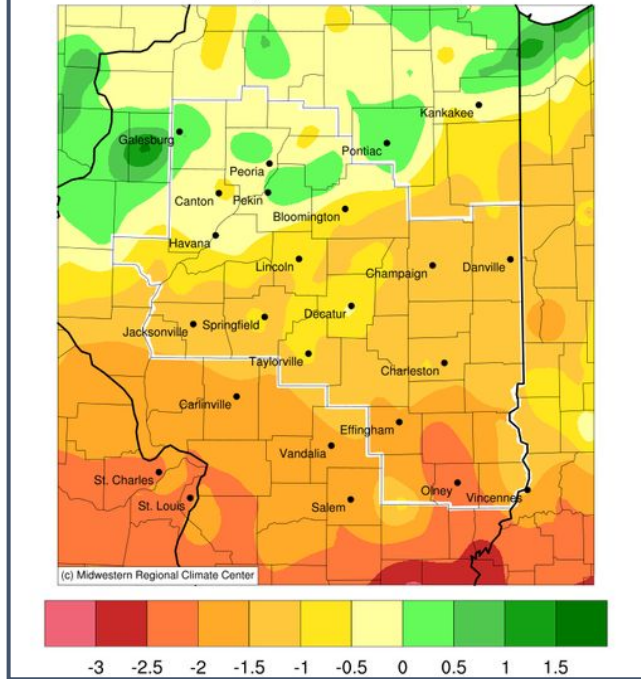 Kankakee
Galesburg
Pontiac
Peoria
Canton
Pekin
Bloomington
Havana
Lincoln
Champaign
Danville
Decatur
Jacksonville
Springfield
Taylorville
Charleston
Carlinville
Effingham
Vandalia
St. Charles
Olney
Vincennes
St. Louis
Salem
(c) Midwestern Regional Climate Center
-3 -2.5 -2 -1.5 -1 -0.5 0 0.5 1 1.5